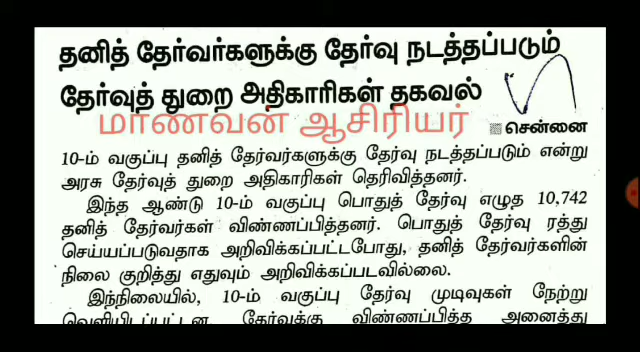 தனித் தேர்வர்களுக்கு தேர்வு நடத்தப்படும்
தேர்வுத் துறை அதிகாரிகள் தகவல்
மாணவன் ஆசிரியர்
சென்னை
10-ம் வகுப்பு தனித் தேர்வர்களுக்கு தேர்வு நடத்தப்படும் என்று
அரசு தேர்வுத் துறை அதிகாரிகள் தெரிவித்தனர்.
இந்த ஆண்டு 10-ம் வகுப்பு பொதுத் தேர்வு எழுத 10,742
தனித் தேர்வர்கள் விண்ணப்பித்தனர். பொதுத் தேர்வு ரத்து
செய்யப்படுவதாக அறிவிக்கப்பட்டபோது, தனித் தேர்வர்களின்
நிலை குறித்து எதுவும் அறிவிக்கப்படவில்லை.
இந்நிலையில், 10-ம் வகுப்பு தேர்வு முடிவுகள் நேற்று
வெளியிடப்பட்டன. தேர்வுக்கு விண்ணப்பித்த அனைத்து